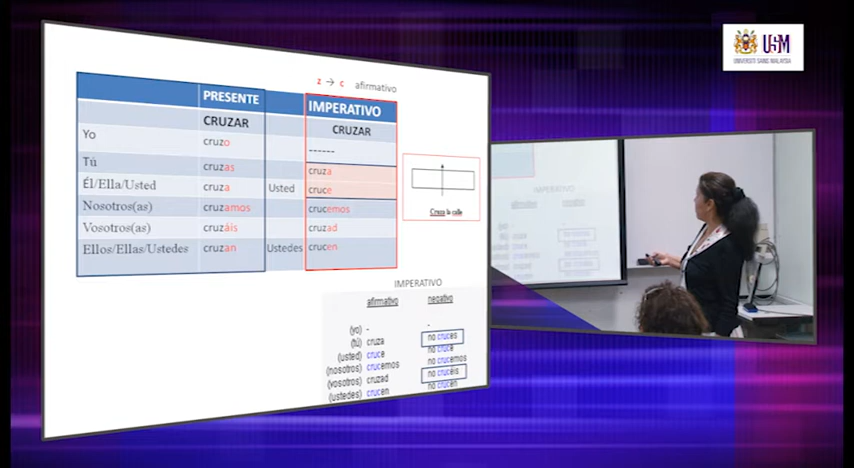 USM
UNIVERSITI SAINS MALAYSIA
z → c afirmativo
PRESENTE IMPERATIVO
CRUZAR CRUZAR
Yo cruzo ------
Tú cruzas cruza
Él/Ella/Usted cruza Usted cruce
Nosotros(as) cruzamos crucemos
Vosotros(as) cruzáis cruzad
Ellos/Ellas/Ustedes cruzan Ustedes crucen
Cruza la calle
IMPERATIVO
afirmativo negativo
(yo) - -
(tú) cruza no cruces
(usted) cruce no cruce
(nosotros) crucemos no crucemos
(vosotros) cruzad no crucéis
(ustedes) crucen no crucen
IMPERATIVO